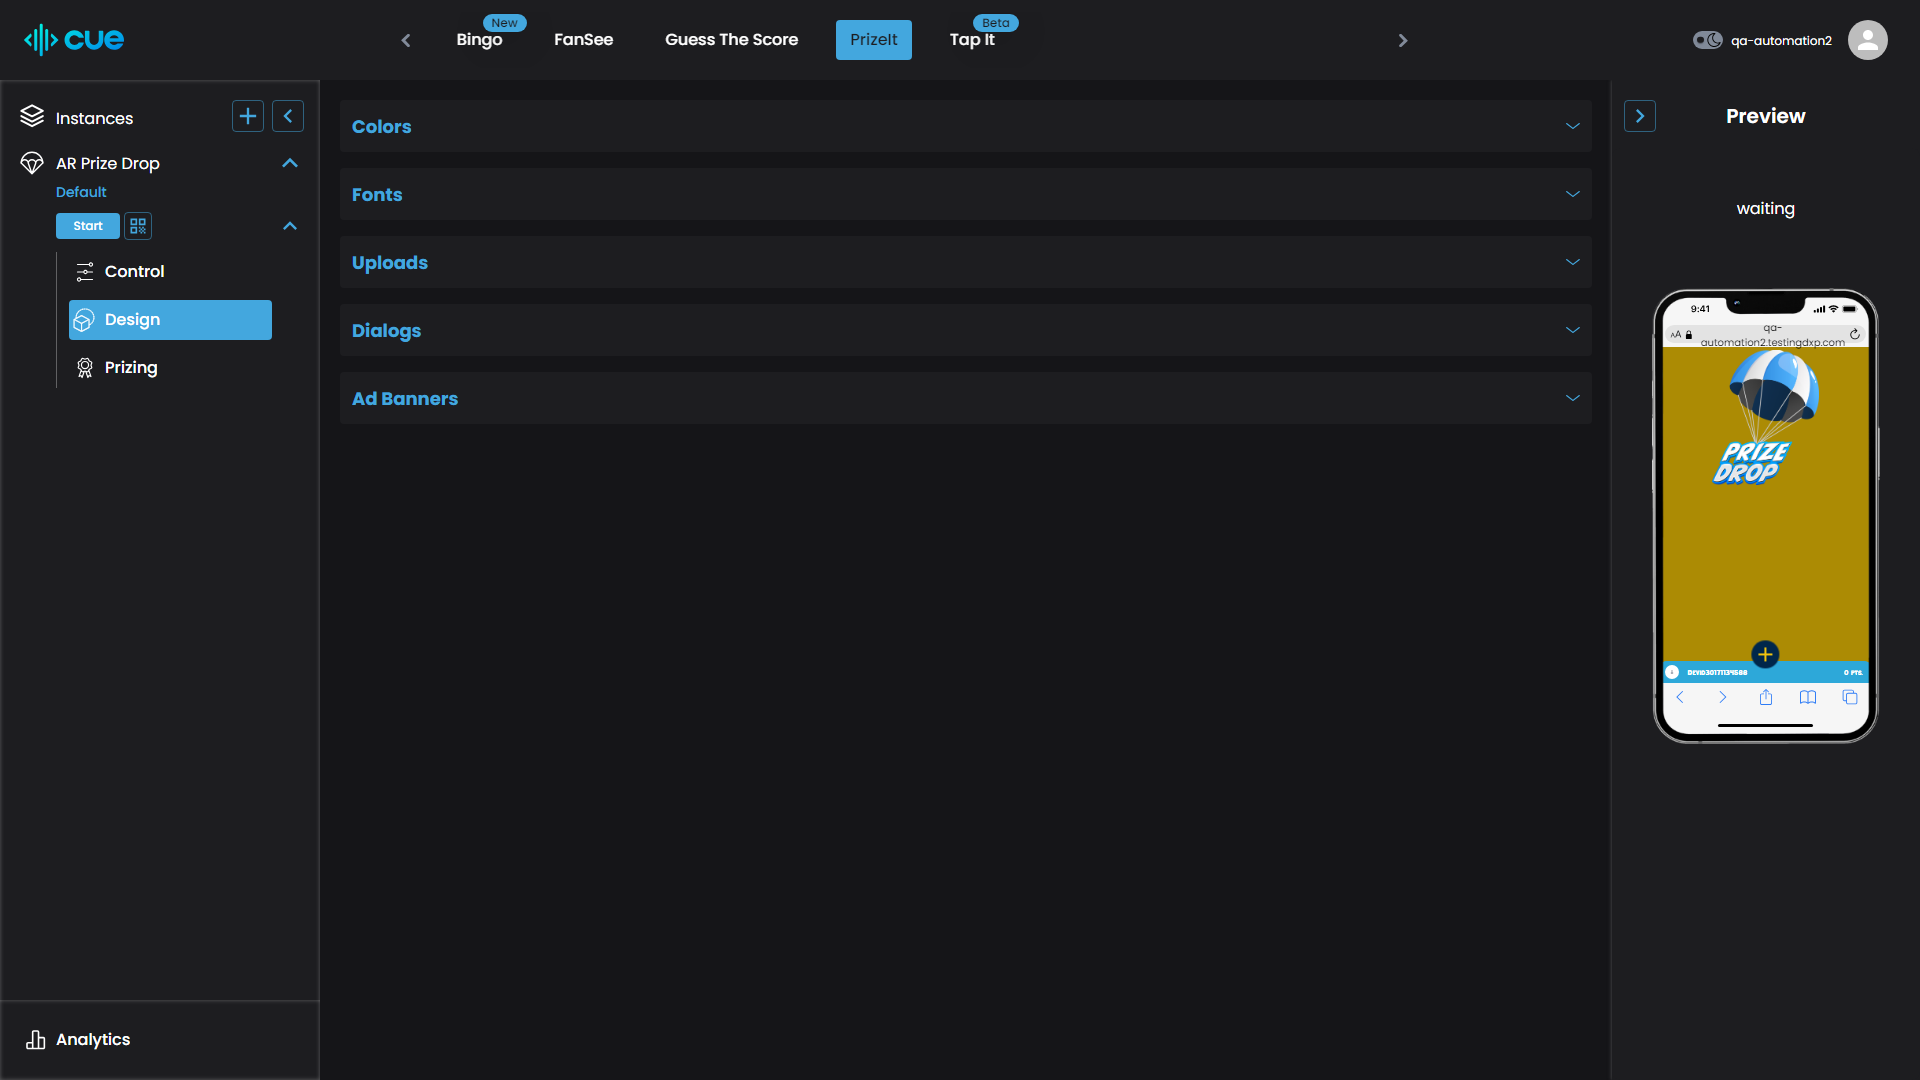 cue
Bingo
New
FanSee
Guess The Score
PrizeIt
Tap It
Beta
qa-automation2
Instances
AR Prize Drop
Default
Start
Control
Design
Prizing
Analytics
Colors
Fonts
Uploads
Dialogs
Ad Banners
Preview
waiting
9:41
AA
qa-
automation2.testingdxp.com
PRIZE
DROP
0 PTS.